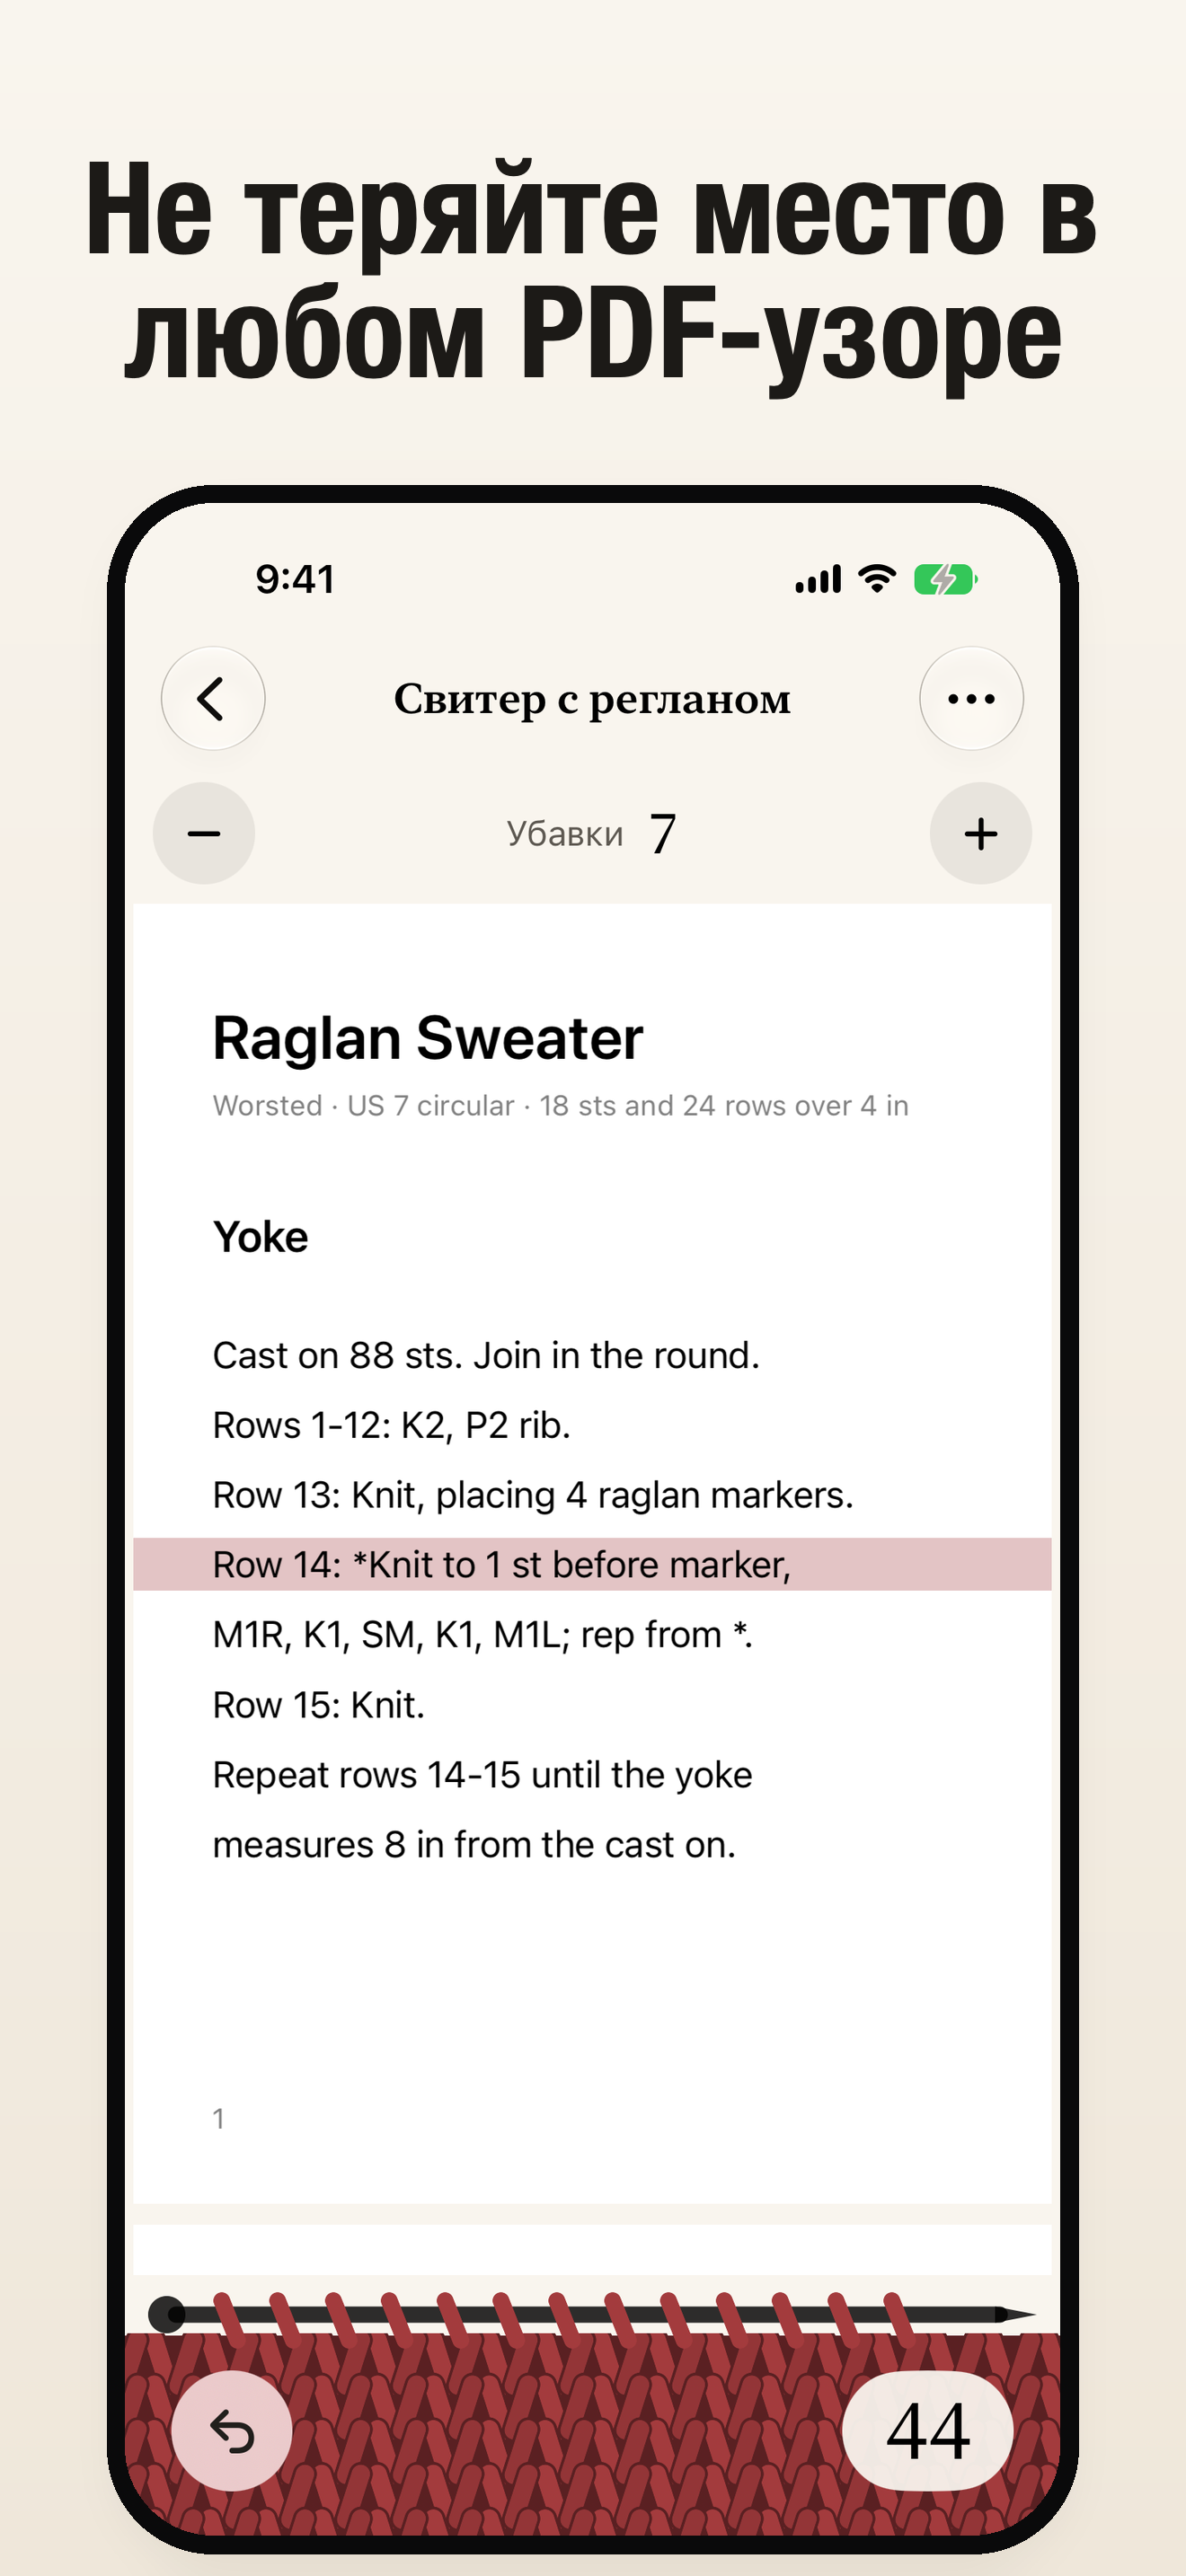 Не теряйте место в
любом PDF-узоре
9:41
Свитер с регланом
Убавки 7
Raglan Sweater
Worsted · US 7 circular · 18 sts and 24 rows over 4 in
Yoke
Cast on 88 sts. Join in the round.
Rows 1-12: K2, P2 rib.
Row 13: Knit, placing 4 raglan markers.
Row 14: *Knit to 1 st before marker,
M1R, K1, SM, K1, M1L; rep from *.
Row 15: Knit.
Repeat rows 14-15 until the yoke
measures 8 in from the cast on.
1
44